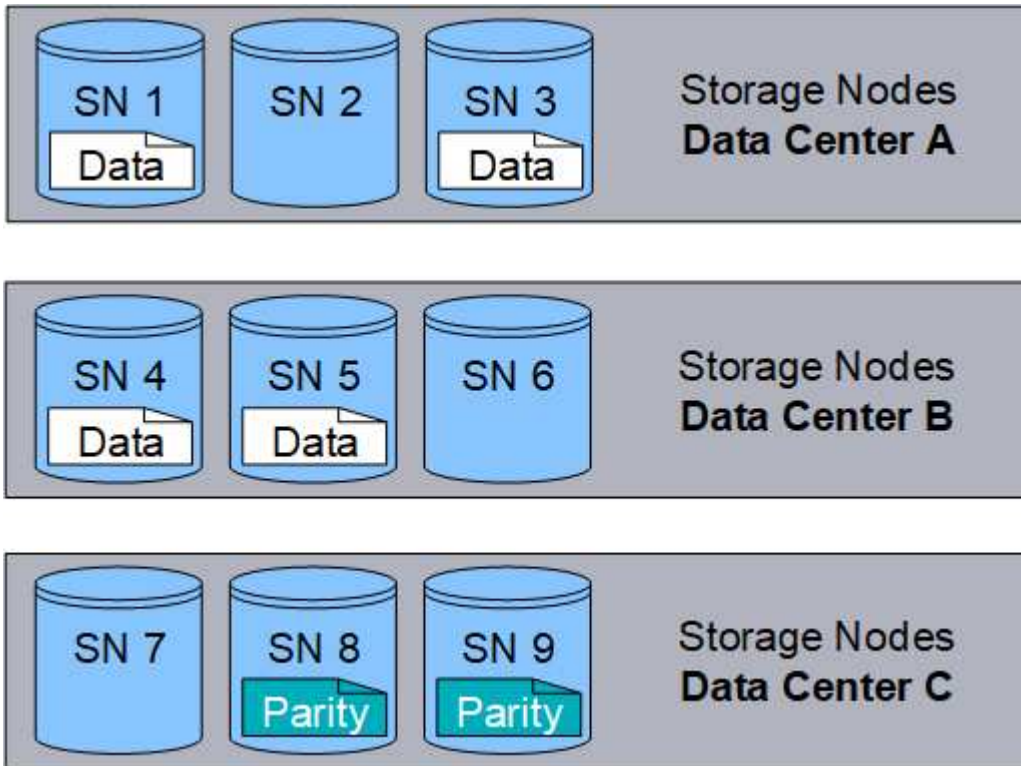 SN 1 SN 2 SN 3
Data Data
Storage Nodes
Data Center A
SN 4 SN 5 SN 6
Data Data
Storage Nodes
Data Center B
SN 7 SN 8 SN 9
Parity Parity
Storage Nodes
Data Center C